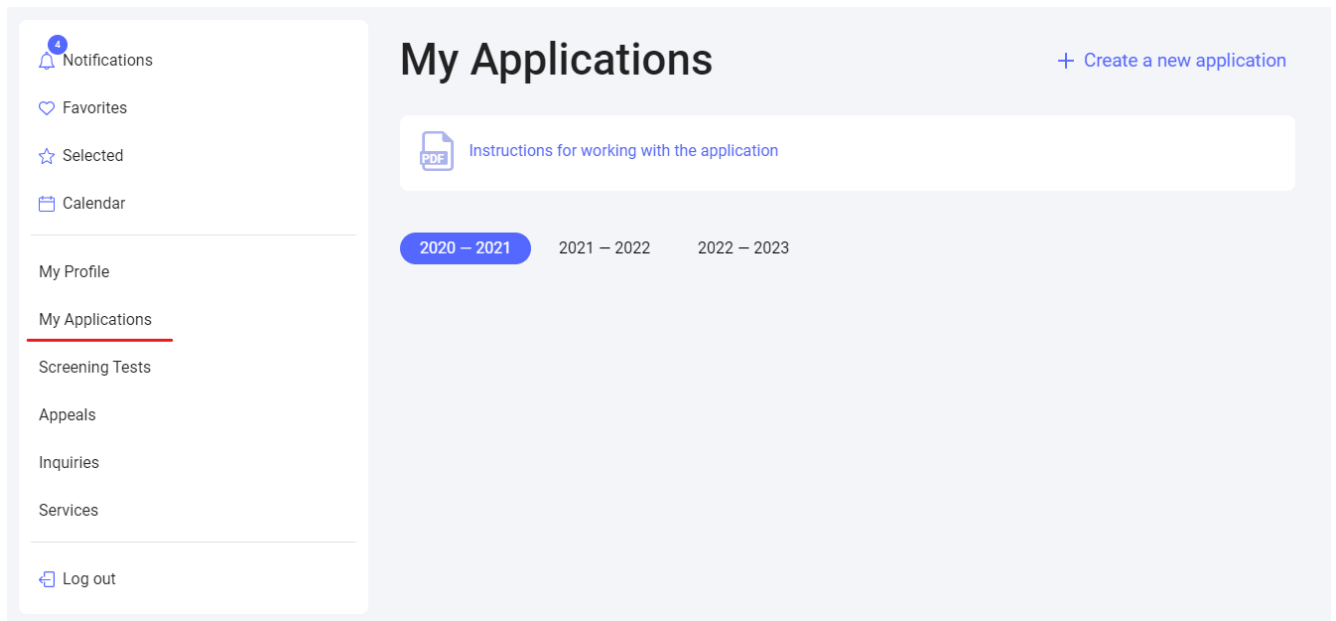 4
Notifications
Favorites
Selected
Calendar
My Profile
My Applications
Screening Tests
Appeals
Inquiries
Services
Log out
My Applications
+ Create a new application
PDF
Instructions for working with the application
2020 — 2021
2021 — 2022
2022 — 2023